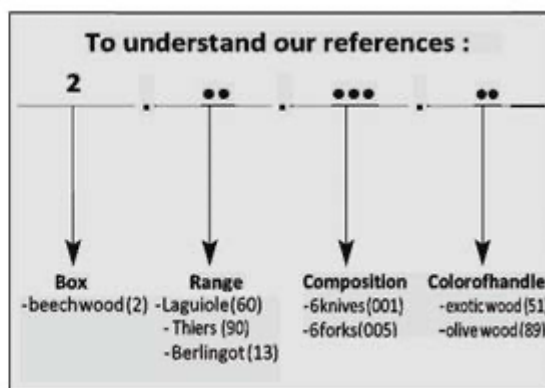 To understand our references :
2 . •• . ••• . ••
Box
-beechwood(2)
Range
-Laguiole(60)
- Thiers (90)
- Berlingot(13)
Composition
-6knives(001)
-6forks(005)
Colorofhandle
-exoticwood(51
-olivewood(89)